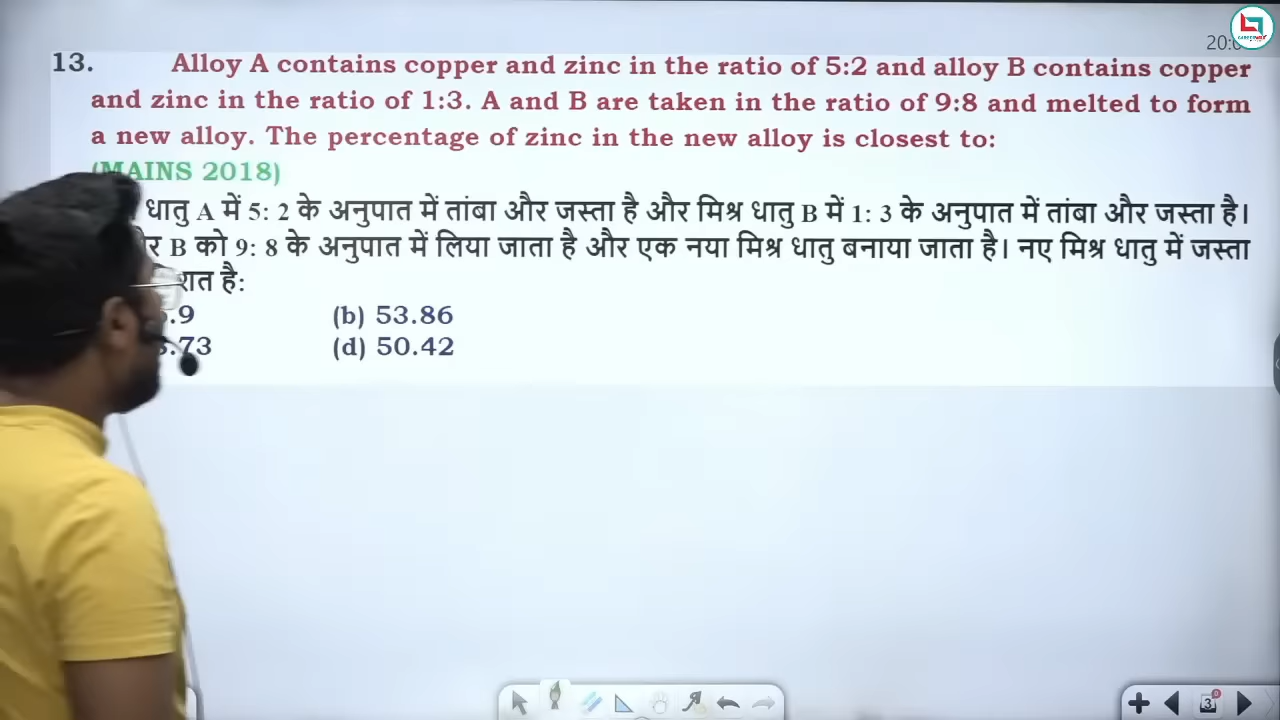 13. Alloy A contains copper and zinc in the ratio of 5:2 and alloy B contains copper
and zinc in the ratio of 1:3. A and B are taken in the ratio of 9:8 and melted to form
a new alloy. The percentage of zinc in the new alloy is closest to:
(MAINS 2018)
धातु A में 5: 2 के अनुपात में तांबा और जस्ता है और मिश्र धातु B में 1: 3 के अनुपात में तांबा और जस्ता है।
B को 9: 8 के अनुपात में लिया जाता है और एक नया मिश्र धातु बनाया जाता है। नए मिश्र धातु में जस्ता
है:
(b) 53.86
(d) 50.42